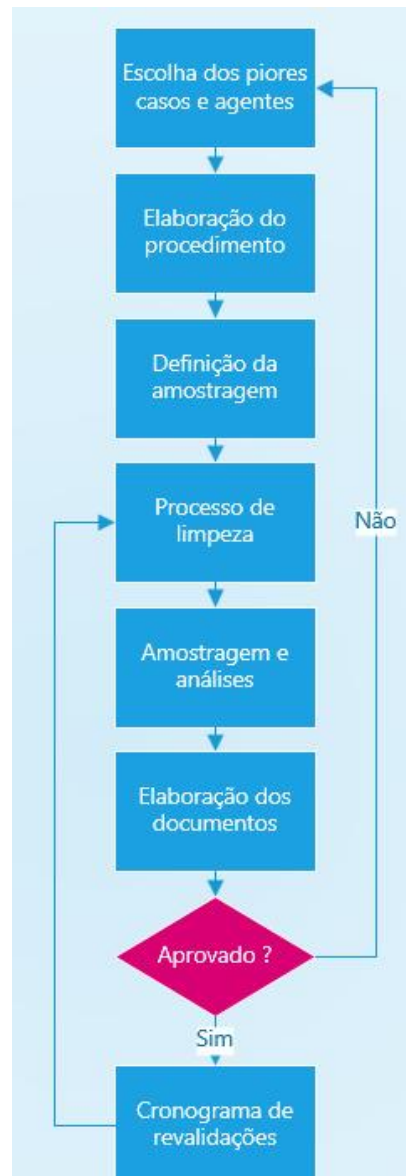 Escolha dos piores
casos e agentes
Elaboração do
procedimento
Definição da
amostragem
Processo de
limpeza
Não
Amostragem e
análises
Elaboração dos
documentos
Aprovado ?
Sim
Cronograma de
revalidações